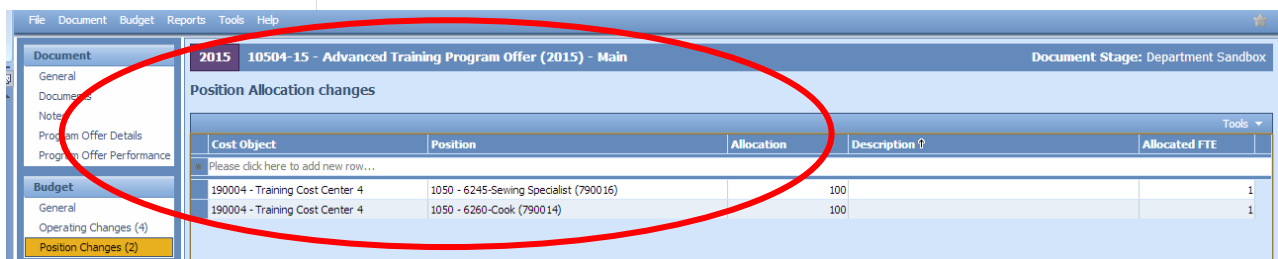 File Document Budget Reports Tools Help
Document
General
Documents
Notes
Program Offer Details
Program Offer Performance
Budget
General
Operating Changes (4)
Position Changes (2)
2015 10504-15 - Advanced Training Program Offer (2015) - Main Document Stage: Department Sandbox
Position Allocation changes
Tools
Cost Object Position Allocation Description Allocated FTE
Please click here to add new row...
190004 - Training Cost Center 4 1050 - 6245-Sewing Specialist (790016) 100 1
190004 - Training Cost Center 4 1050 - 6260-Cook (790014) 100 1